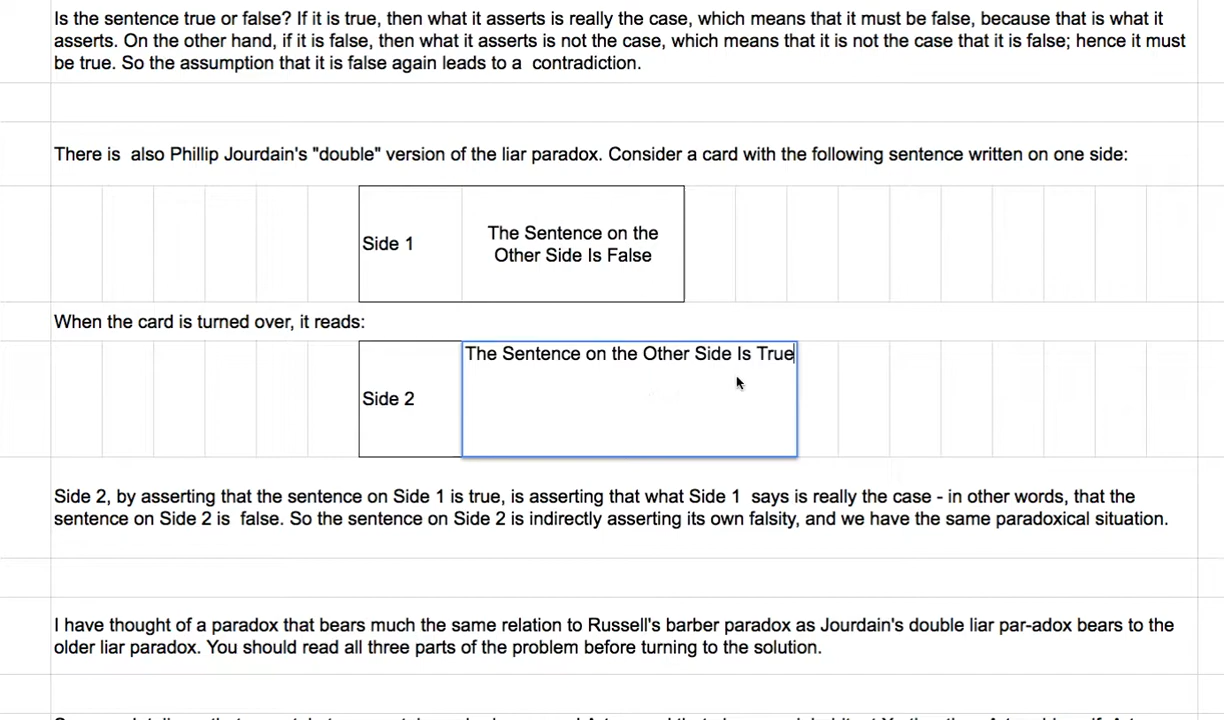 Is the sentence true or false? If it is true, then what it asserts is really the case, which means that it must be false, because that is what it
asserts. On the other hand, if it is false, then what it asserts is not the case, which means that it is not the case that it is false; hence it must
be true. So the assumption that it is false again leads to a  contradiction.
There is  also Phillip Jourdain's "double" version of the liar paradox. Consider a card with the following sentence written on one side:
Side 1
The Sentence on the
Other Side Is False
When the card is turned over, it reads:
Side 2
The Sentence on the Other Side Is True
Side 2, by asserting that the sentence on Side 1 is true, is asserting that what Side 1  says is really the case - in other words, that the
sentence on Side 2 is  false. So the sentence on Side 2 is indirectly asserting its own falsity, and we have the same paradoxical situation.
I have thought of a paradox that bears much the same relation to Russell's barber paradox as Jourdain's double liar par-adox bears to the
older liar paradox. You should read all three parts of the problem before turning to the solution.